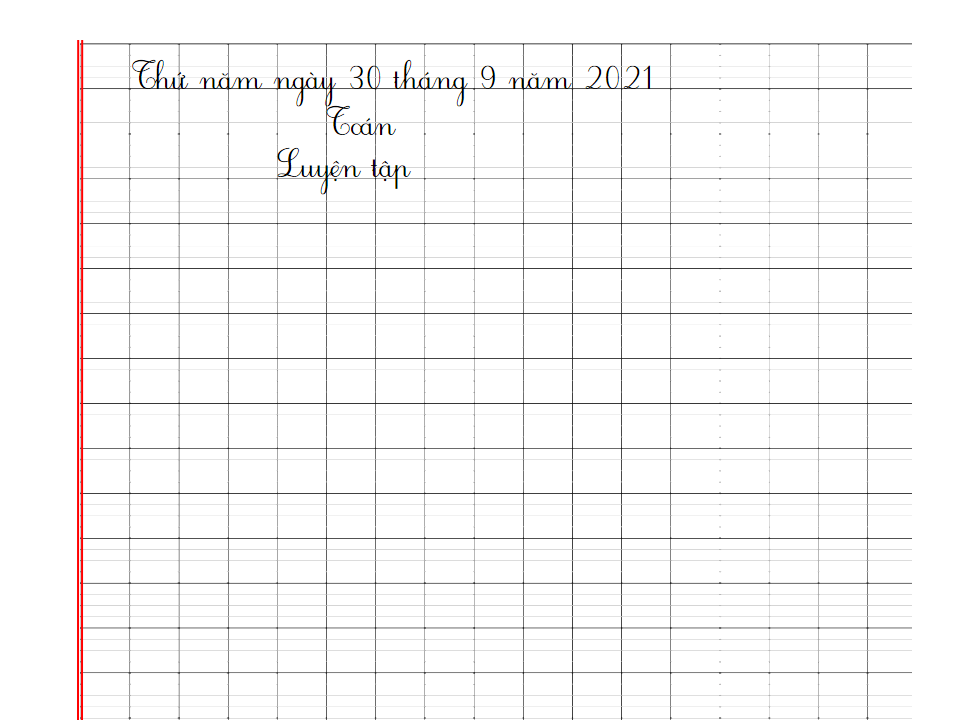 Thứ năm ngày 30 tháng 9 năm 2021
Toán
Luyện tập